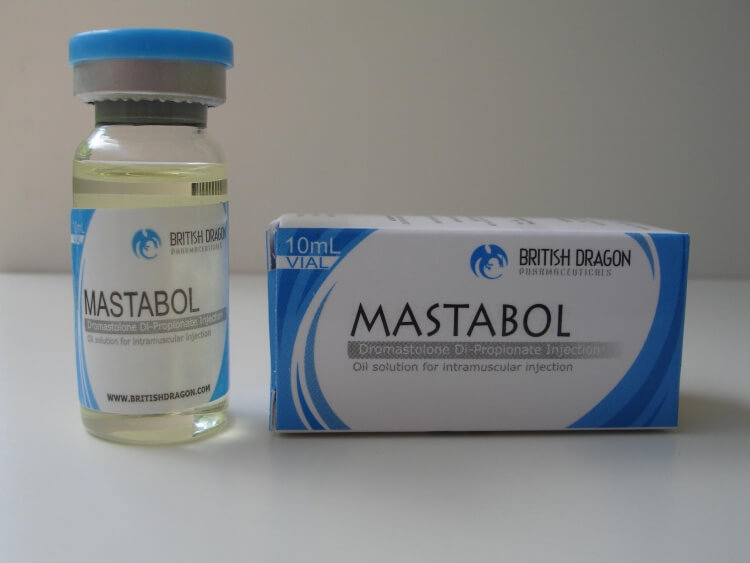 BRITISH DRAGON
PHARMACEUTICALS
MASTABOL
Dromastolone Di-Propionate Injection
Oil solution for intramuscular injection
WWW.BRITISHDRAGON.COM
10mL
VIAL
BRITISH DRAGON
PHARMACEUTICALS
MASTABOL
Dromastolone Di-Propionate Injection
Oil solution for intramuscular injection